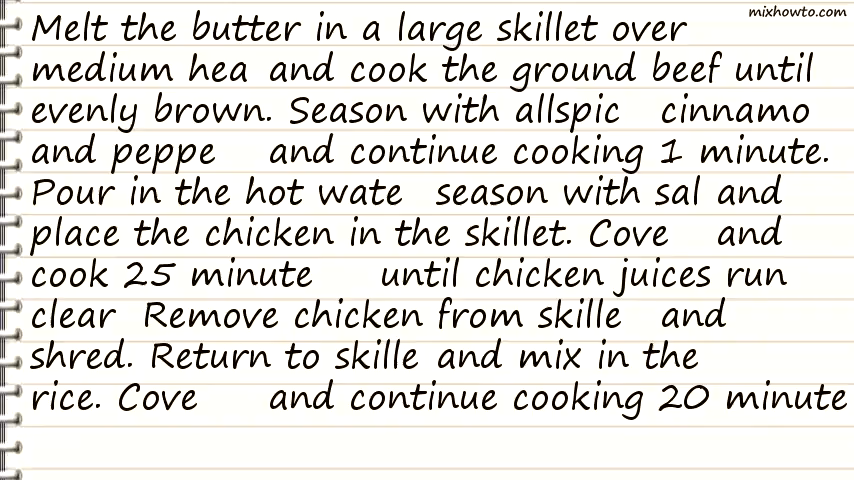 mixhowto.com
Melt the butter in a large skillet over
medium hea and cook the ground beef until
evenly brown. Season with allspic cinnamo
and peppe and continue cooking 1 minute.
Pour in the hot wate season with sal and
place the chicken in the skillet. Cove and
cook 25 minute until chicken juices run
clear Remove chicken from skille and
shred. Return to skille and mix in the
rice. Cove and continue cooking 20 minute